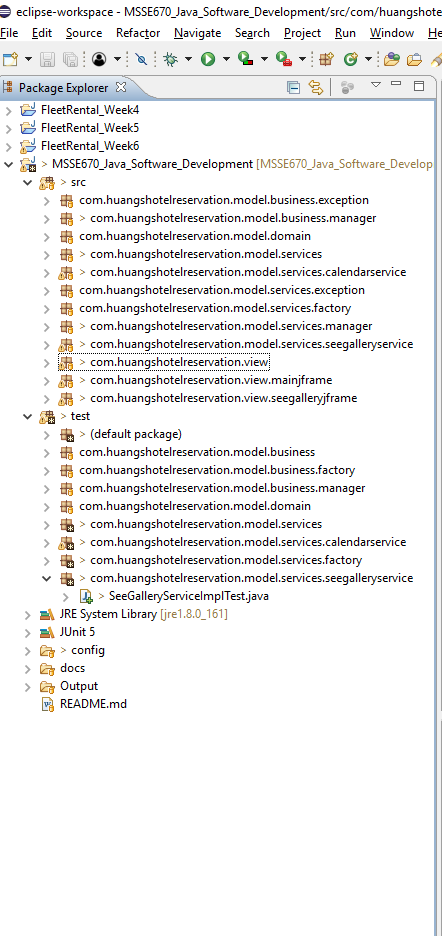 eclipse-workspace - MSSE670_Java_Software_Development/src/com/huangshote
File Edit Source Refactor Navigate Search Project Run Window He
Package Explorer
FleetRental_Week4
FleetRental_Week5
FleetRental_Week6
> MSSE670_Java_Software_Development [MSSE670_Java_Software_Develop
> src
com.huangshotelreservation.model.business.exception
> com.huangshotelreservation.model.business.manager
com.huangshotelreservation.model.domain
> com.huangshotelreservation.model.services
> com.huangshotelreservation.model.services.calendarservice
com.huangshotelreservation.model.services.exception
com.huangshotelreservation.model.services.factory
> com.huangshotelreservation.model.services.manager
> com.huangshotelreservation.model.services.seegalleryservice
> com.huangshotelreservation.view
> com.huangshotelreservation.view.mainjframe
> com.huangshotelreservation.view.seegalleryjframe
> test
> (default package)
com.huangshotelreservation.model.business
com.huangshotelreservation.model.business.factory
com.huangshotelreservation.model.business.manager
com.huangshotelreservation.model.domain
> com.huangshotelreservation.model.services
> com.huangshotelreservation.model.services.calendarservice
> com.huangshotelreservation.model.services.factory
> com.huangshotelreservation.model.services.seegalleryservice
> SeeGalleryServiceImplTest.java
JRE System Library [jre1.8.0_161]
JUnit 5
> config
docs
Output
README.md